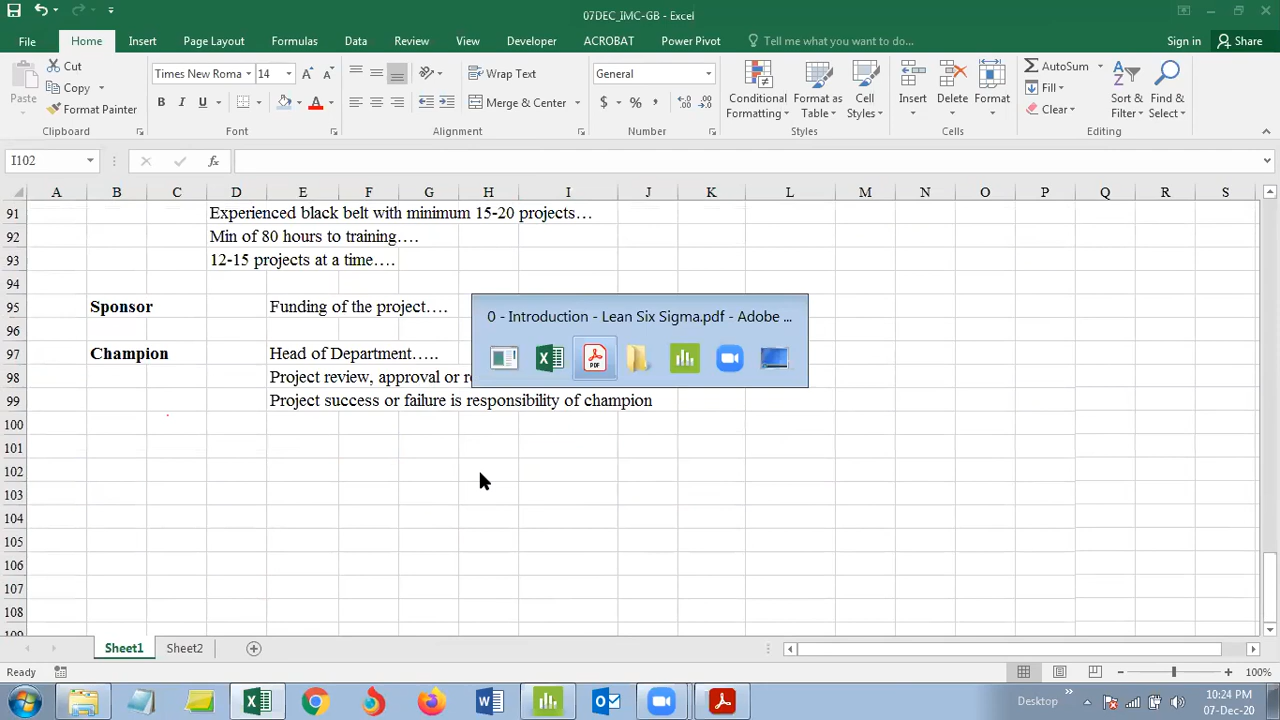 07DEC_IMC-GB - Excel
File Home Insert Page Layout Formulas Data Review View Developer ACROBAT Power Pivot Tell me what you want to do... Sign in Share
Paste Cut Copy Format Painter Clipboard
Times New Roma 14 B I U A Font
Wrap Text Merge & Center Alignment
General $ % , Number
Conditional Formatting Format as Table Cell Styles Styles
Insert Delete Format Cells
AutoSum Fill Clear Sort & Filter Find & Select Editing
I102 fx
A B C D E F G H I J K L M N O P Q R S
91 Experienced black belt with minimum 15-20 projects…
92 Min of 80 hours to training….
93 12-15 projects at a time….
94
95 Sponsor Funding of the project….
96
97 Champion Head of Department…..
98 Project review, approval or
99 Project success or failure is responsibility of champion
100
101
102
103
104
105
106
107
108
109
0 - Introduction - Lean Six Sigma.pdf - Adobe ...
PDF
Sheet1 Sheet2
Ready 100%
Desktop 10:24 PM
07-Dec-20